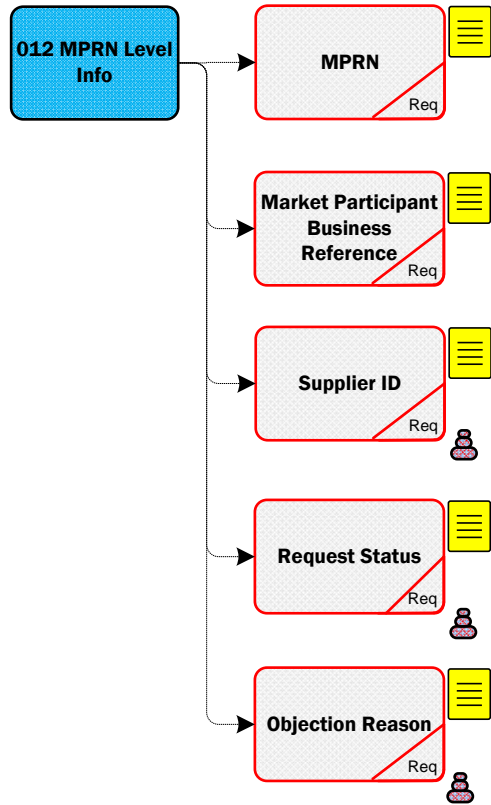 012 MPRN Level
Info
MPRN
Req
Market Participant
Business
Reference
Req
Supplier ID
Req
Request Status
Req
Objection Reason
Req